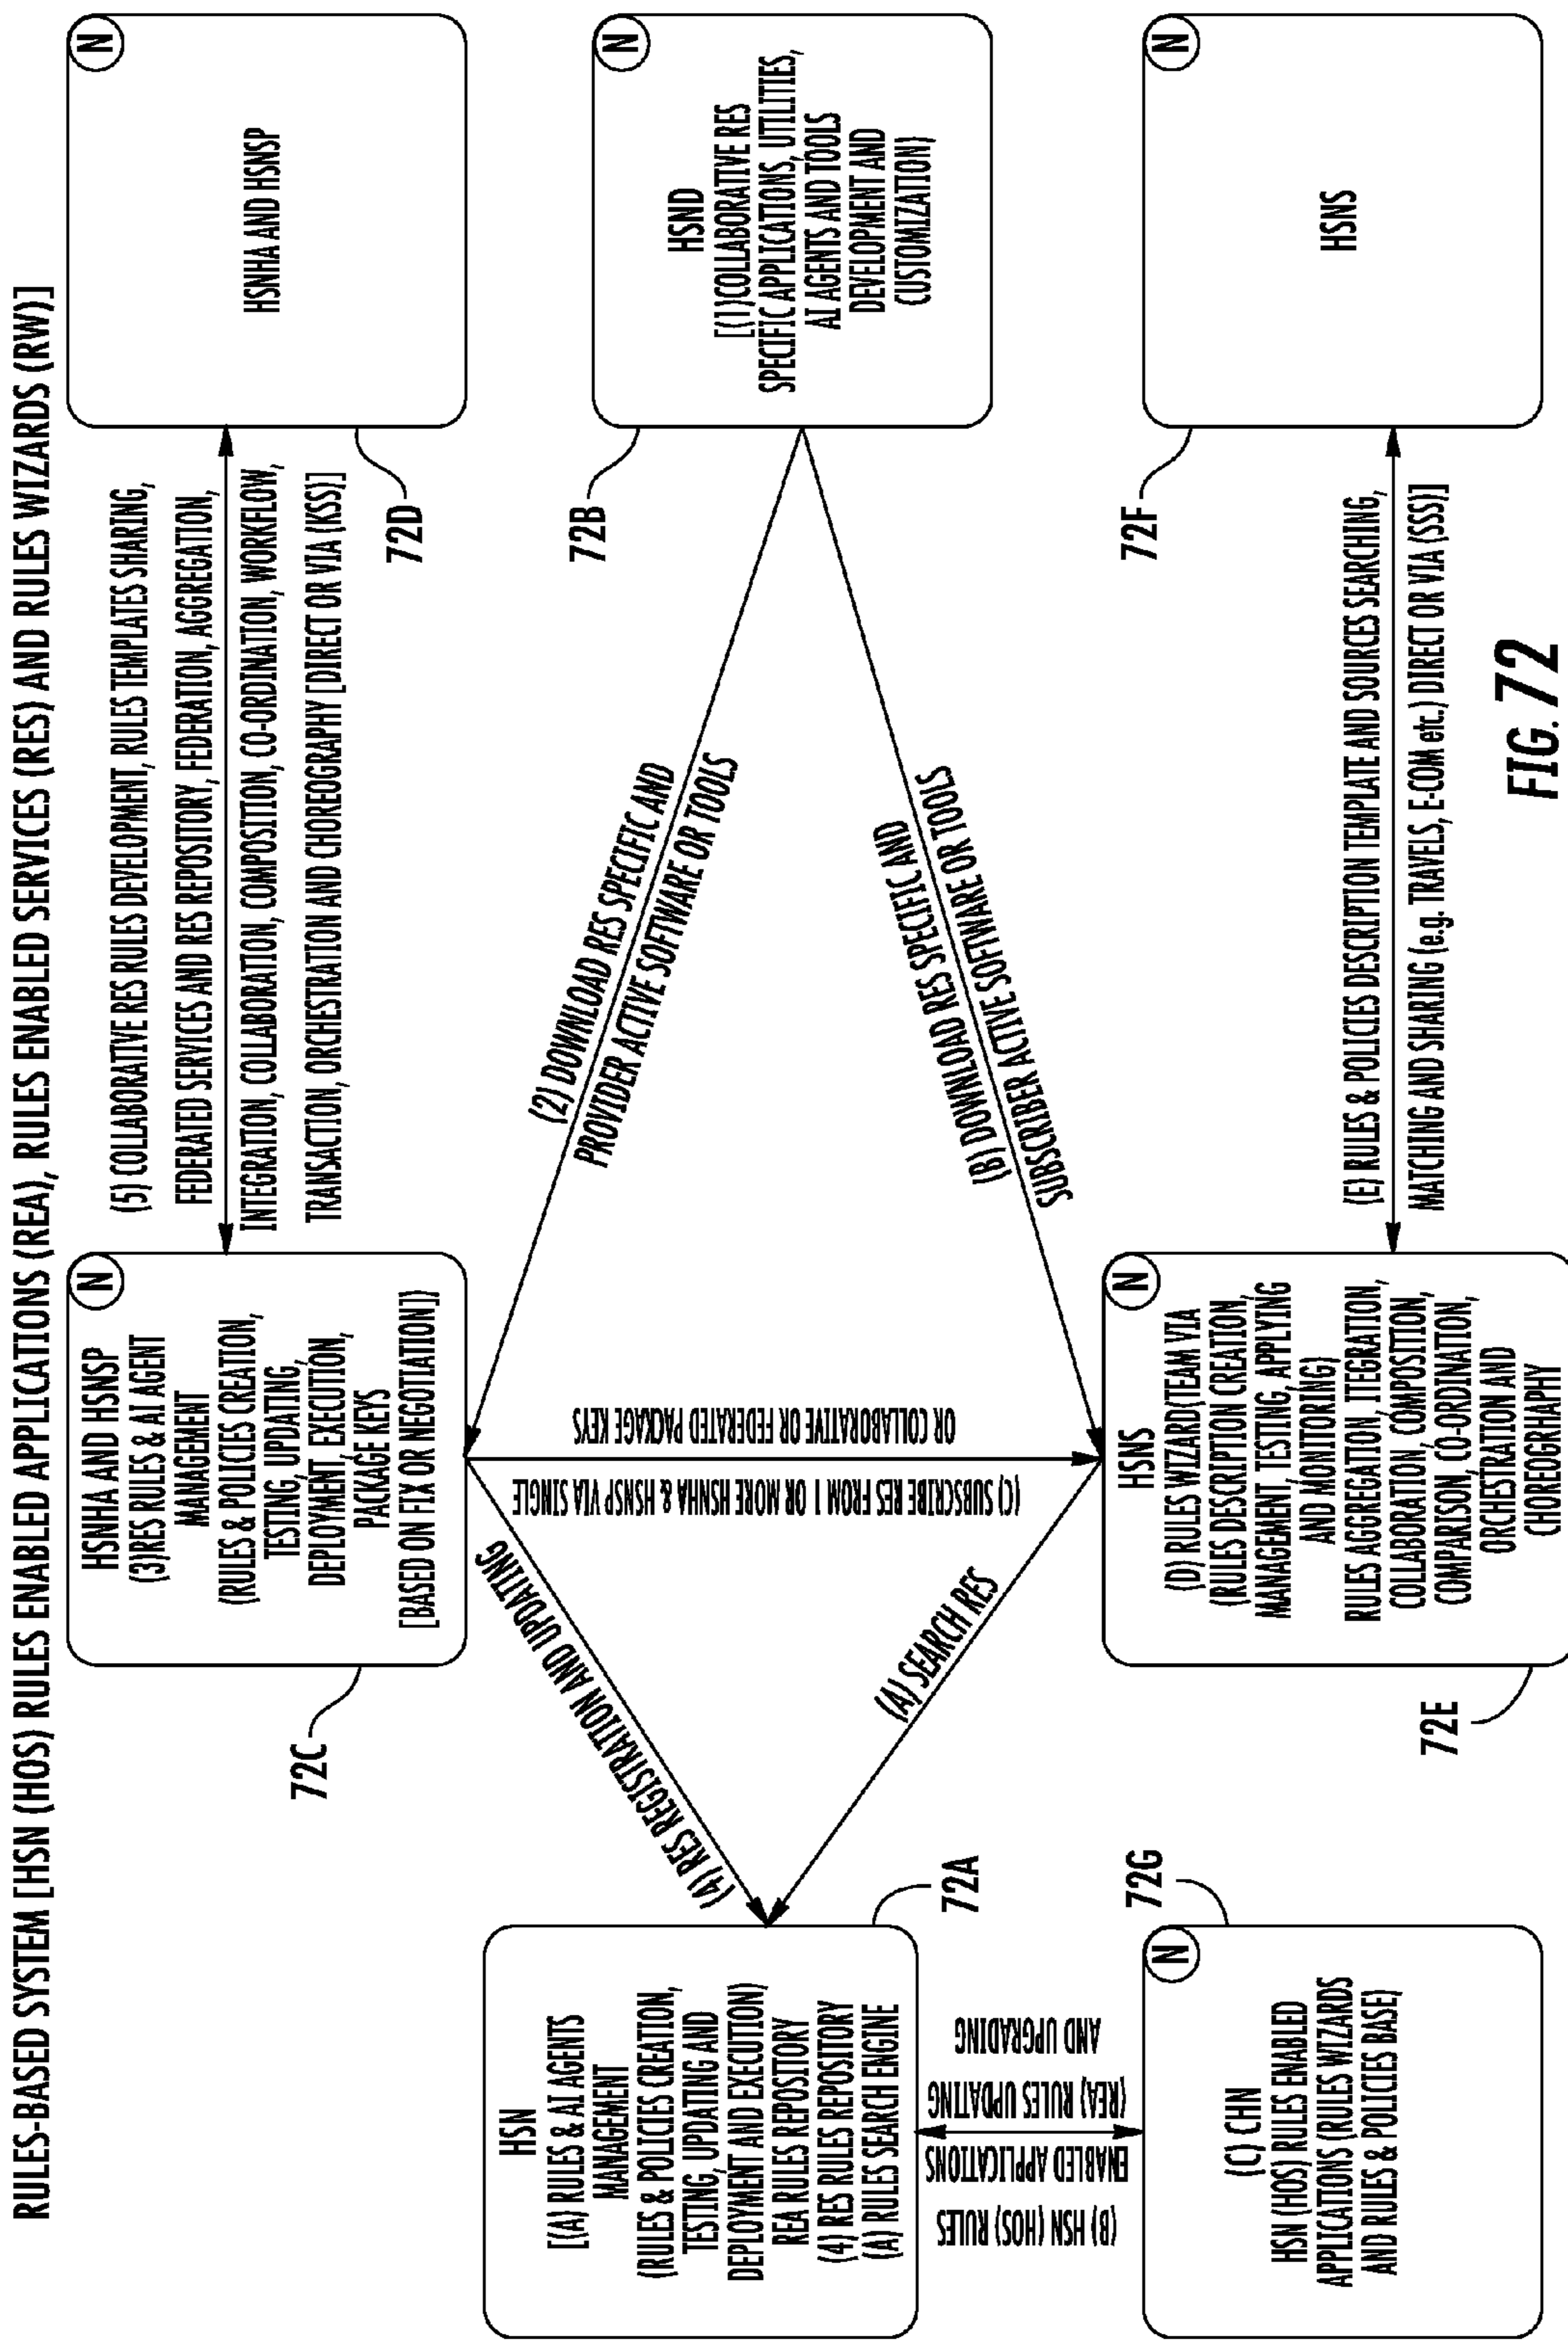 RULES-BASED SYSTEM [HSN (HOS) RULES ENABLED APPLICATIONS (REA), RULES ENABLED SERVICES (RES) AND RULES WIZARDS (RW)]
HSN
[(A) RULES & AI AGENTS
MANAGEMENT
(RULES & POLICIES CREATION,
TESTING, UPDATING AND
DEPLOYMENT AND EXECUTION)
REA RULES REPOSITORY
(4) RES RULES REPOSITORY
(A) RULES SEARCH ENGINE
72A
(B) HSN (HOS) RULES
ENABLED APPLICATIONS
(REA) RULES UPDATING
AND UPGRADING
N
(C) CHN
HSN (HOS) RULES ENABLED
APPLICATIONS (RULES WIZARDS
AND RULES & POLICIES BASE)
72G
N
HSNHA AND HSNSP
(3)RES RULES & AI AGENT
MANAGEMENT
(RULES & POLICIES CREATION,
TESTING, UPDATING,
DEPLOYMENT, EXECUTION,
PACKAGE KEYS
[BASED ON FIX OR NEGOTIATION])
72C
(4) RES REGISTRATION AND UPDATING
(A) SEARCH RES
(C) SUBSCRIBE RES FROM 1 OR MORE HSNHA & HSNSP VIA SINGLE
OR COLLABORATIVE OR FEDERATED PACKAGE KEYS
N
HSNS
(D) RULES WIZARD(TEAM VIA
(RULES DESCRIPTION CREATION,
MANAGEMENT, TESTING, APPLYING
AND MONITORING)
RULES AGGREGATION, ITEGRATION,
COLLABORATION, COMPOSITION,
COMPARISON, CO-ORDINATION,
ORCHESTRATION AND
CHOREOGRAPHY
72E
(5) COLLABORATIVE RES RULES DEVELOPMENT, RULES TEMPLATES SHARING,
FEDERATED SERVICES AND RES REPOSITORY, FEDERATION, AGGREGATION,
INTEGRATION, COLLABORATION, COMPOSITION, CO-ORDINATION, WORKFLOW,
TRANSACTION, ORCHESTRATION AND CHOREOGRAPHY [DIRECT OR VIA (KSS)]
(2) DOWNLOAD RES SPECIFIC AND
PROVIDER ACTIVE SOFTWARE OR TOOLS
(B) DOWNLOAD RES SPECIFIC AND
SUBSCRIBER ACTIVE SOFTWARE OR TOOLS
(E) RULES & POLICIES DESCRIPTION TEMPLATE AND SOURCES SEARCHING,
MATCHING AND SHARING (e.g. TRAVELS, E-COM etc.) DIRECT OR VIA (SSS)]
N
HSNHA AND HSNSP
72D
N
HSND
[(1)COLLABORATIVE RES
SPECIFIC APPLICATIONS, UTILITIES,
AI AGENTS AND TOOLS
DEVELOPMENT AND
CUSTOMIZATION)
72B
N
HSNS
72F
FIG. 72